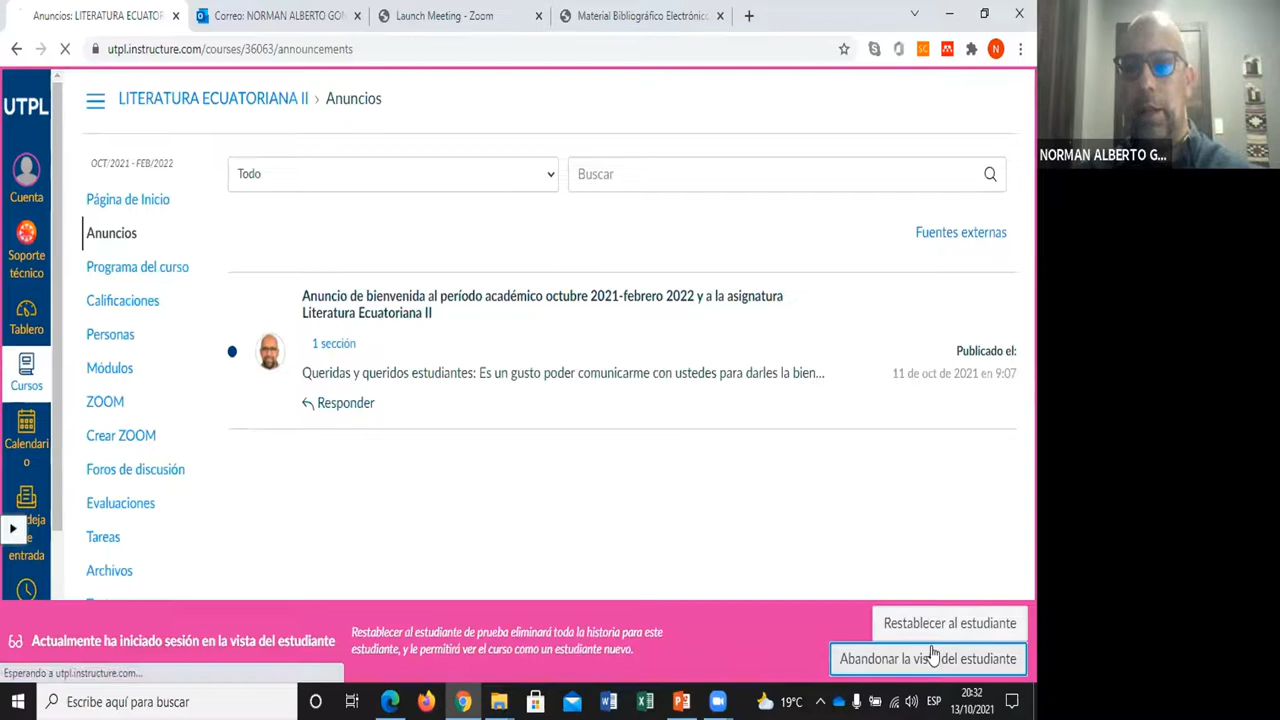 Anuncios: LITERATURA ECUATOR
Correo: NORMAN ALBERTO GON
Launch Meeting - Zoom
Material Bibliográfico Electrónico
utpl.instructure.com/courses/36063/announcements
N
UTPL
LITERATURA ECUATORIANA II › Anuncios
NORMAN ALBERTO G...
OCT/2021 - FEB/2022
Todo
Buscar
Cuenta
Página de Inicio
Anuncios
Fuentes externas
Soporte
técnico
Programa del curso
Calificaciones
Anuncio de bienvenida al período académico octubre 2021-febrero 2022 y a la asignatura
Literatura Ecuatoriana II
Tablero
Personas
1 sección
Publicado el:
Módulos
Queridas y queridos estudiantes: Es un gusto poder comunicarme con ustedes para darles la bien...
11 de oct de 2021 en 9:07
Cursos
ZOOM
Responder
Crear ZOOM
Calendari
o
Foros de discusión
Evaluaciones
deja
e
entrada
Tareas
Archivos
Actualmente ha iniciado sesión en la vista del estudiante
Restablecer al estudiante de prueba eliminará toda la historia para este
estudiante, y le permitirá ver el curso como un estudiante nuevo.
Restablecer al estudiante
Abandonar la vista del estudiante
Esperando a utpl.instructure.com...
Escribe aquí para buscar
19°C
ESP
20:32
13/10/2021